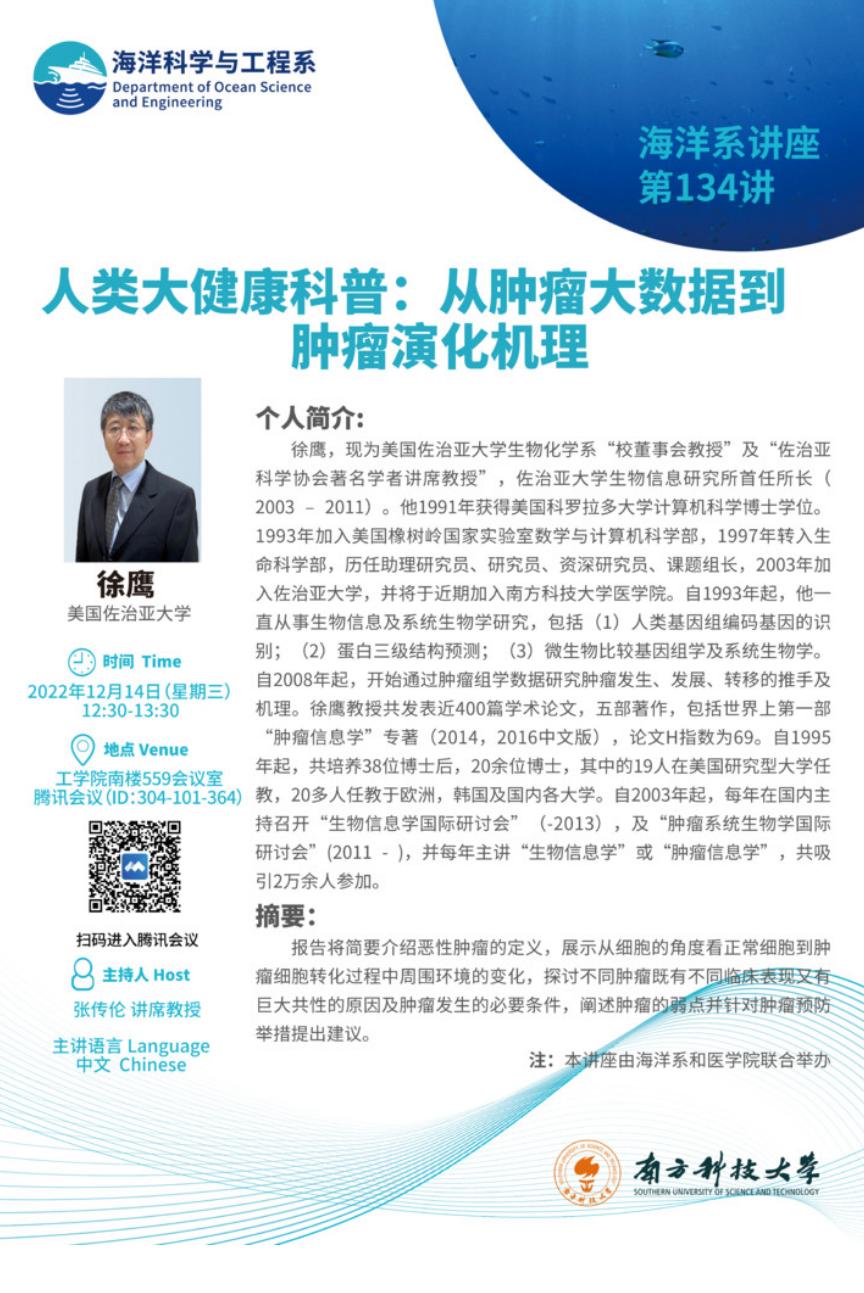 海洋科学与工程系
Department of Ocean Science
and Engineering
海洋系讲座
第134讲
人类大健康科普：从肿瘤大数据到
肿瘤演化机理
徐鹰
美国佐治亚大学
时间 Time
2022年12月14日（星期三）
12:30-13:30
地点 Venue
工学院南楼559会议室
腾讯会议（ID：304-101-364）
扫码进入腾讯会议
主持人 Host
张传伦 讲席教授
主讲语言 Language
中文 Chinese
个人简介:
徐鹰，现为美国佐治亚大学生物化学系“校董事会教授”及“佐治亚
科学协会著名学者讲席教授”，佐治亚大学生物信息研究所首任所长（
2003 – 2011）。他1991年获得美国科罗拉多大学计算机科学博士学位。
1993年加入美国橡树岭国家实验室数学与计算机科学部，1997年转入生
命科学部，历任助理研究员、研究员、资深研究员、课题组长，2003年加
入佐治亚大学，并将于近期加入南方科技大学医学院。自1993年起，他一
直从事生物信息及系统生物学研究，包括（1）人类基因组编码基因的识
别；（2）蛋白三级结构预测；（3）微生物比较基因组学及系统生物学。
自2008年起，开始通过肿瘤组学数据研究肿瘤发生、发展、转移的推手及
机理。徐鹰教授共发表近400篇学术论文，五部著作，包括世界上第一部
“肿瘤信息学”专著（2014，2016中文版），论文H指数为69。自1995
年起，共培养38位博士后，20余位博士，其中的19人在美国研究型大学任
教，20多人任教于欧洲，韩国及国内各大学。自2003年起，每年在国内主
持召开“生物信息学国际研讨会”（-2013），及“肿瘤系统生物学国际
研讨会”(2011 - )，并每年主讲“生物信息学”或“肿瘤信息学”，共吸
引2万余人参加。
摘要：
报告将简要介绍恶性肿瘤的定义，展示从细胞的角度看正常细胞到肿
瘤细胞转化过程中周围环境的变化，探讨不同肿瘤既有不同临床表现又有
巨大共性的原因及肿瘤发生的必要条件，阐述肿瘤的弱点并针对肿瘤预防
举措提出建议。
注：本讲座由海洋系和医学院联合举办
南方科技大学
SOUTHERN UNIVERSITY OF SCIENCE AND TECHNOLOGY